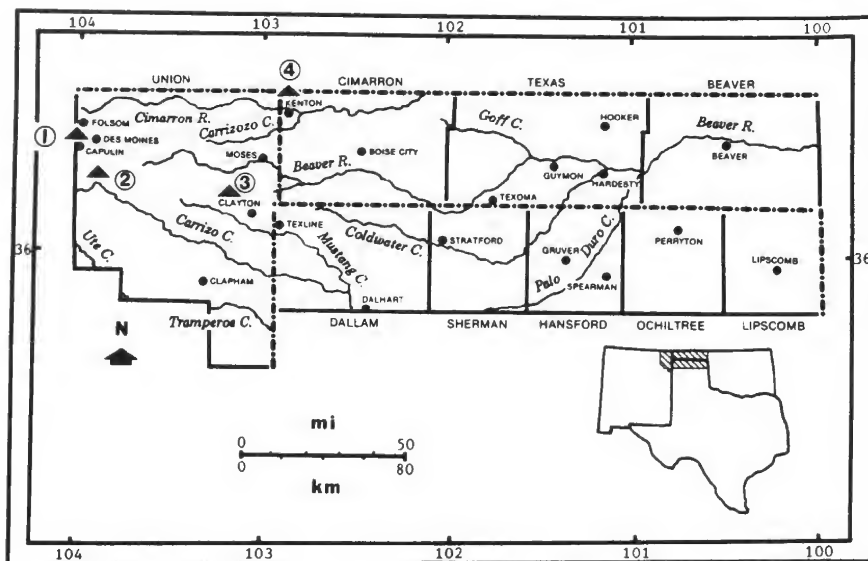 104 103 102 101 100
④
UNION CIMARRON TEXAS BEAVER
KENTON
FOLSOM Cimarron R. Carrizozo C. Goff C. HOOKER Beaver R.
① DES MOINES
CAPULIN MOSES Beaver R. BOISE CITY BEAVER
② ③ GUYMON HARDESTY
CLAYTON TEXOMA
Carrizo C. TEXLINE Coldwater C. STRATFORD Duro C. PERRYTON
36 36
Ute C. Mustang C. GRUVER LIPSCOMB
CLAPHAM Palo SPEARMAN
DALHART
Tramperos C. DALLAM SHERMAN HANSFORD OCHILTREE LIPSCOMB
N
mi
0 50
0 80
km
104 103 102 101 100